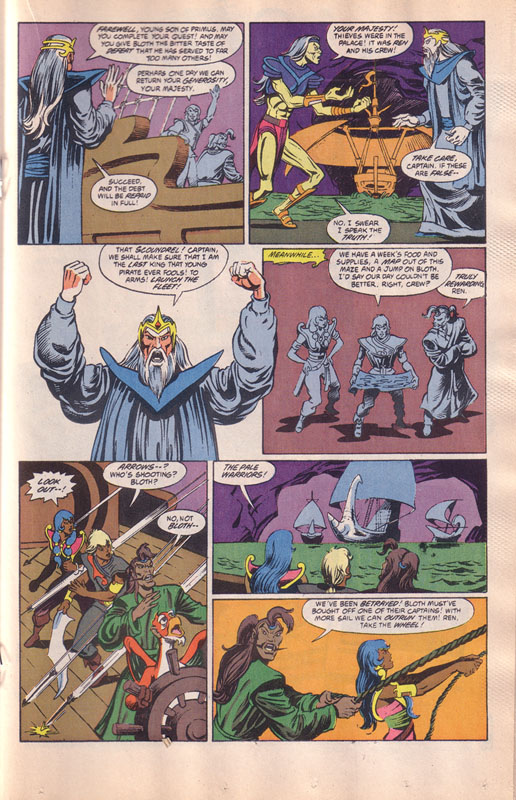 FAREWELL, YOUNG SON OF PRIMUS. MAY
YOU COMPLETE YOUR QUEST! AND MAY
YOU GIVE BLOTH THE BITTER TASTE OF
DEFEAT THAT HE HAS SERVED TO FAR
TOO MANY OTHERS!
PERHAPS ONE DAY WE CAN
RETURN YOUR GENEROSITY,
YOUR MAJESTY.
SUCCEED,
AND THE DEBT
WILL BE REPAID
IN FULL!
YOUR MAJESTY!
THIEVES WERE IN THE
PALACE! IT WAS REN
AND HIS CREW!
TAKE CARE,
CAPTAIN. IF THESE
ARE FALSE--
NO, I SWEAR
I SPEAK THE
TRUTH!
THAT SCOUNDREL! CAPTAIN,
WE SHALL MAKE SURE THAT I AM
THE LAST KING THAT YOUNG
PIRATE EVER FOOLS! TO
ARMS! LAUNCH THE
FLEET!
MEANWHILE...
WE HAVE A WEEK'S FOOD AND
SUPPLIES, A MAP OUT OF THIS
MAZE AND A JUMP ON BLOTH.
I'D SAY OUR DAY COULDN'T BE
BETTER, RIGHT, CREW?
TRULY
REWARDING,
REN.
LOOK
OUT--!
ARROWS--?
WHO'S SHOOTING?
BLOTH?
NO, NOT
BLOTH--
THE PALE
WARRIORS!
WE'VE BEEN BETRAYED! BLOTH MUST'VE
BOUGHT OFF ONE OF THEIR CAPTAINS! WITH
MORE SAIL WE CAN OUTRUN THEM! REN,
TAKE THE WHEEL!